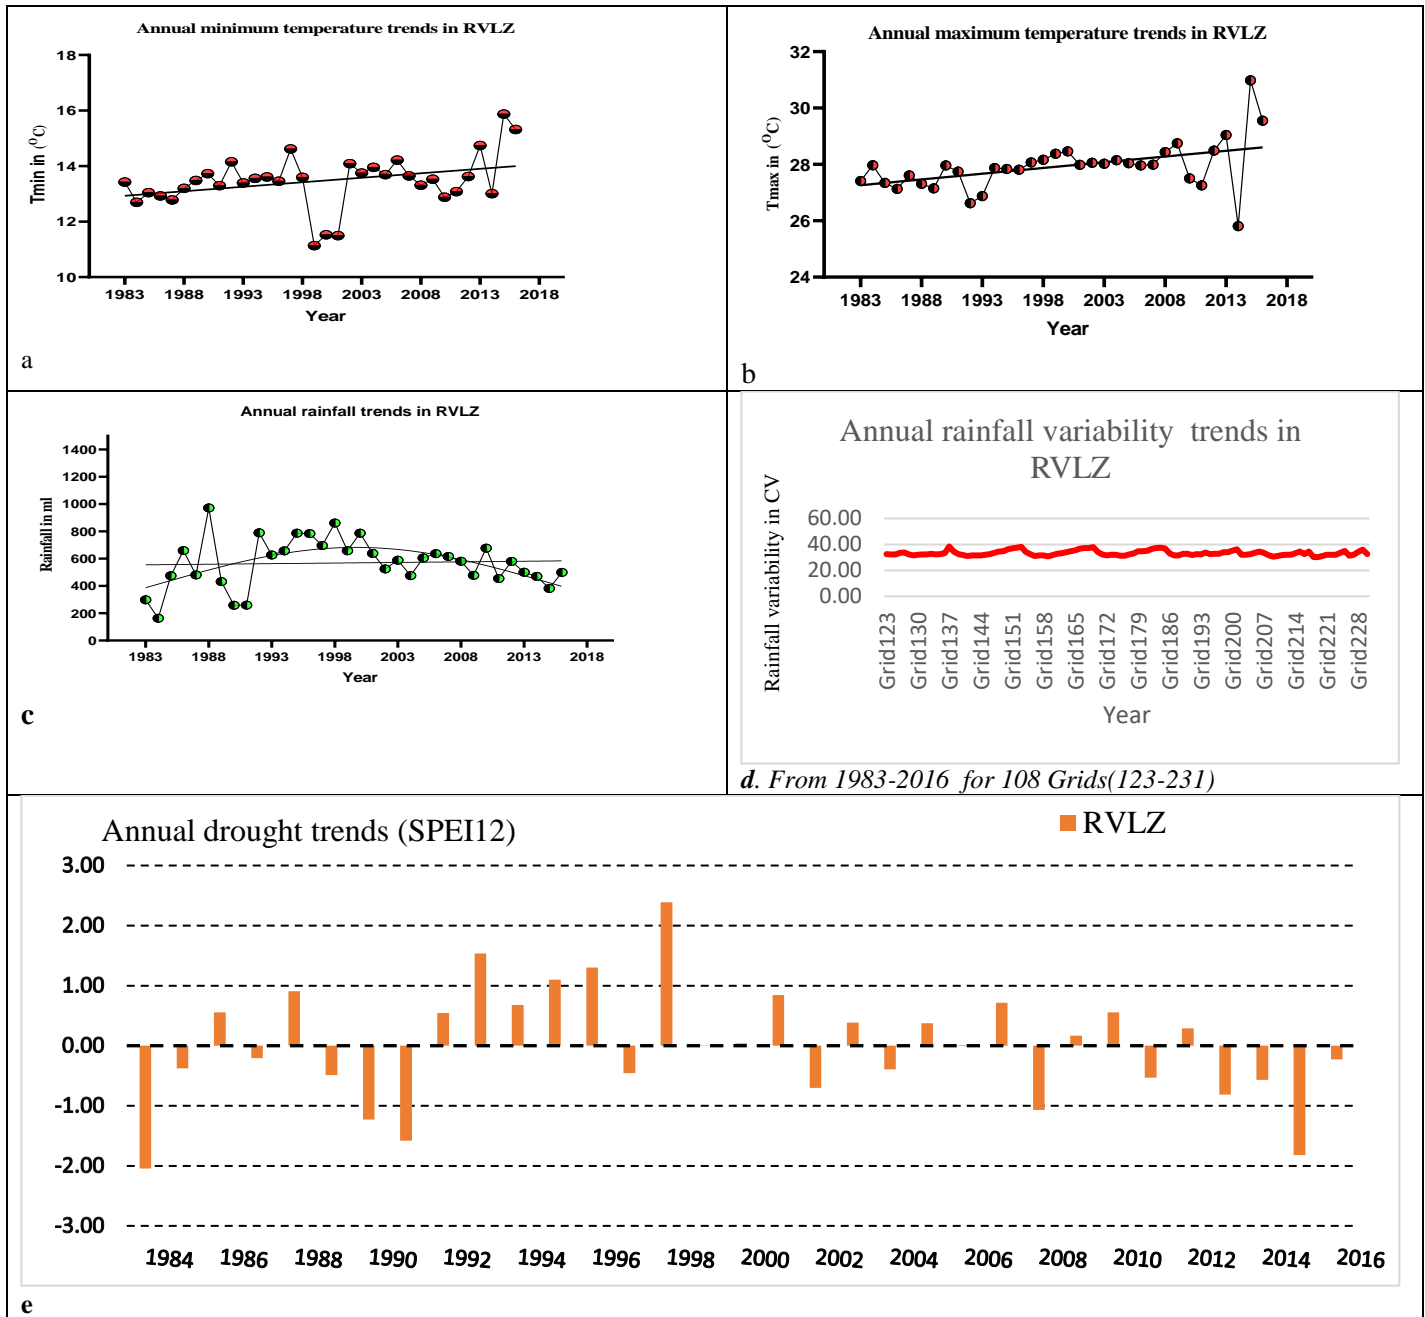 Annual minimum temperature trends in RVLZ
18
16
14
12
10
Tmin in (⁰C)
1983 1988 1993 1998 2003 2008 2013 2018
Year
a
Annual maximum temperature trends in RVLZ
32
30
28
26
24
Tmax in (⁰C)
1983 1988 1993 1998 2003 2008 2013 2018
Year
b
Annual rainfall trends in RVLZ
1400
1200
1000
800
600
400
200
0
Rainfall in ml
1983 1988 1993 1998 2003 2008 2013 2018
Year
c
Annual rainfall variability trends in
RVLZ
Rainfall variability in CV
60.00
40.00
20.00
0.00
Grid123 Grid130 Grid137 Grid144 Grid151 Grid158 Grid165 Grid172 Grid179 Grid186 Grid193 Grid200 Grid207 Grid214 Grid221 Grid228
Year
d. From 1983-2016 for 108 Grids(123-231)
Annual drought trends (SPEI12)
RVLZ
3.00
2.00
1.00
0.00
-1.00
-2.00
-3.00
1984 1986 1988 1990 1992 1994 1996 1998 2000 2002 2004 2006 2008 2010 2012 2014 2016
e